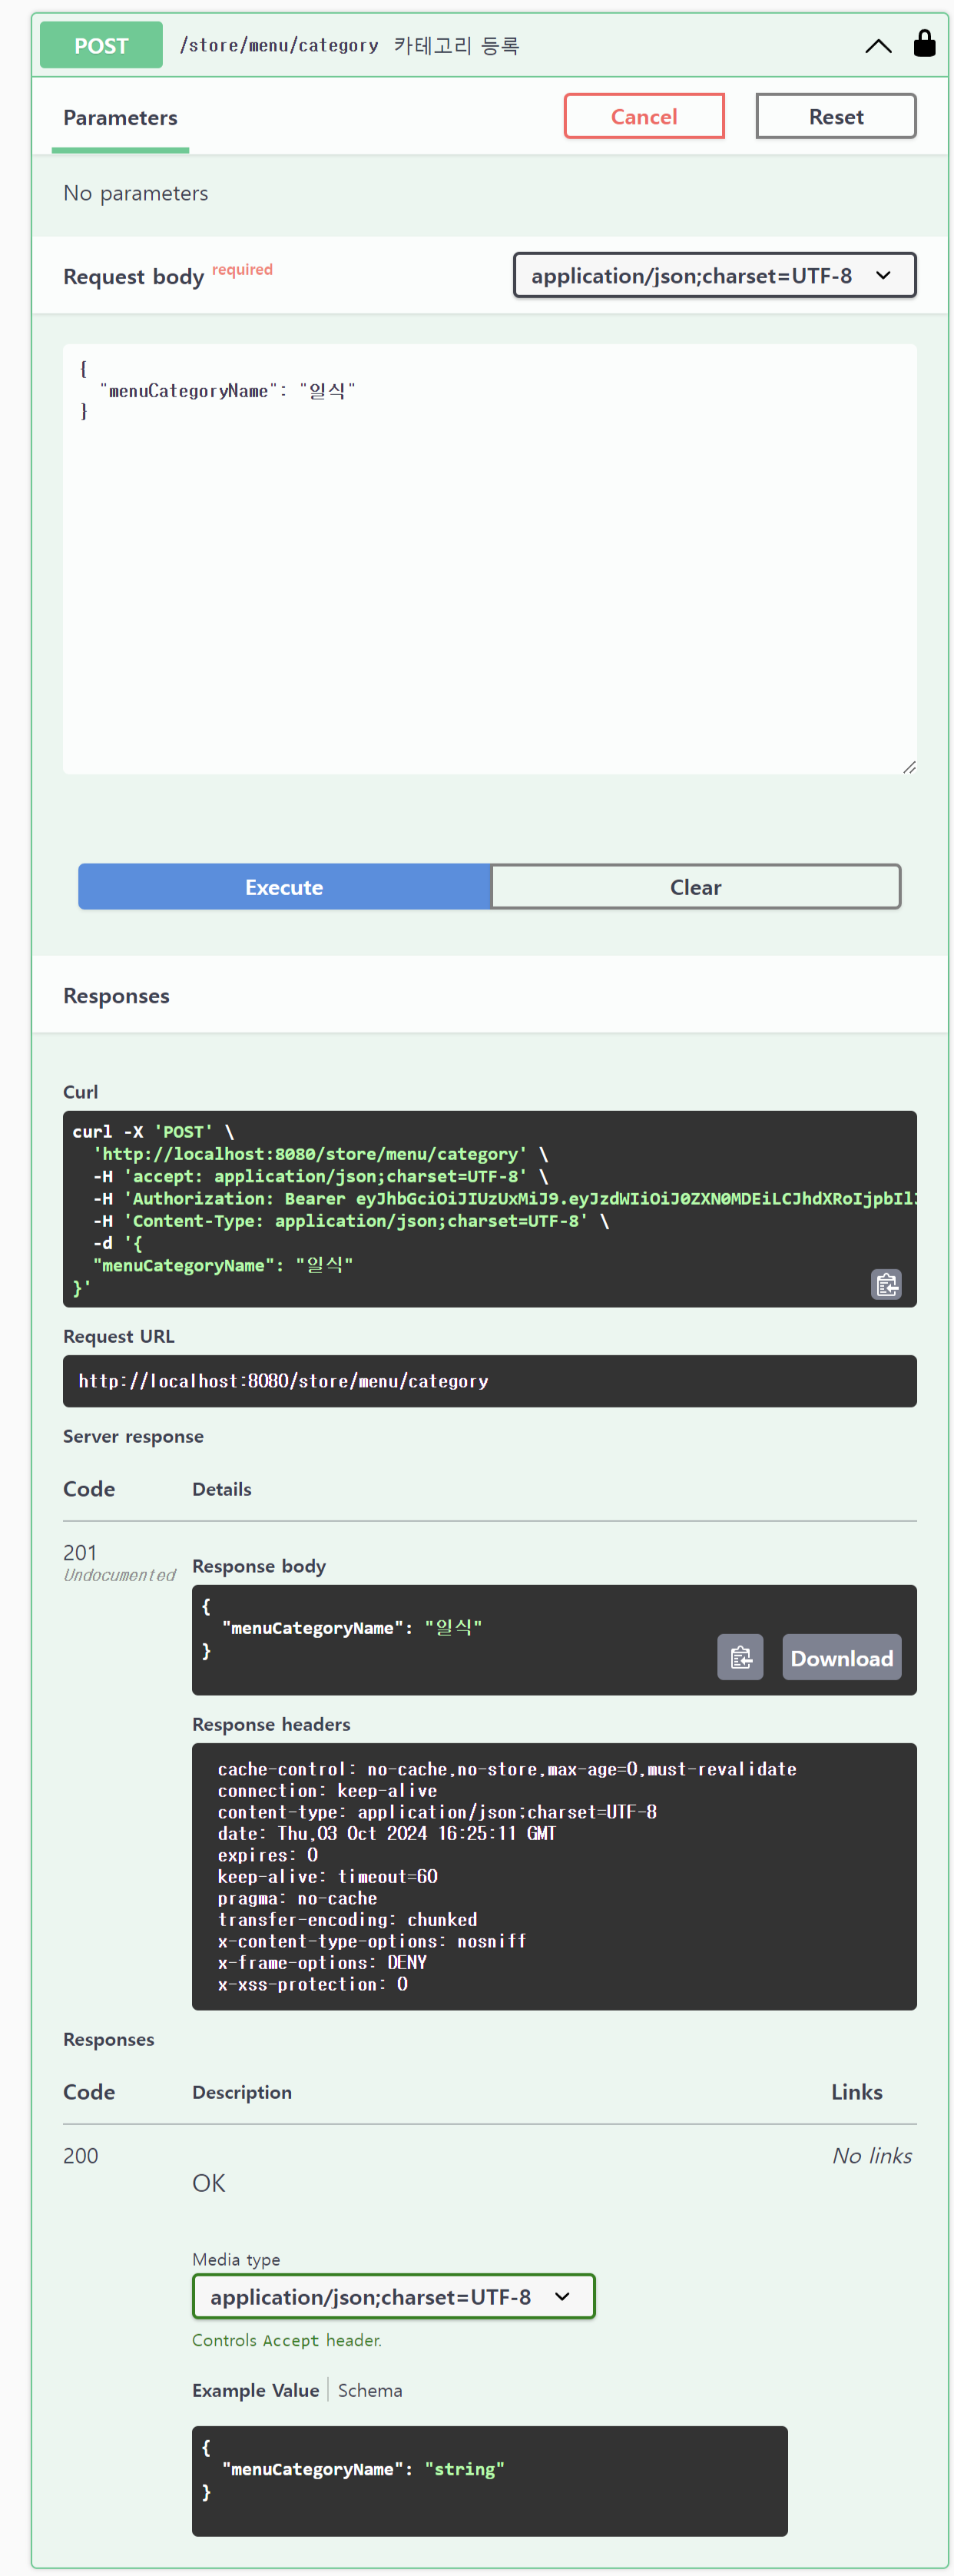 POST /store/menu/category 카테고리 등록
Parameters Cancel Reset
No parameters
Request body required application/json;charset=UTF-8
{
"menuCategoryName": "일식"
}
Execute Clear
Responses
Curl
curl -X 'POST' \
'http://localhost:8080/store/menu/category' \
-H 'accept: application/json;charset=UTF-8' \
-H 'Authorization: Bearer eyJhbGciOiJIUzUxMiJ9.eyJzdWIiOiJ0ZXN0MDEiLCJhdXRoIjpbIl
-H 'Content-Type: application/json;charset=UTF-8' \
-d '{
"menuCategoryName": "일식"
}'
Request URL
http://localhost:8080/store/menu/category
Server response
Code Details
201
Undocumented
Response body
{
"menuCategoryName": "일식"
}
Download
Response headers
cache-control: no-cache,no-store,max-age=0,must-revalidate
connection: keep-alive
content-type: application/json;charset=UTF-8
date: Thu,03 Oct 2024 16:25:11 GMT
expires: 0
keep-alive: timeout=60
pragma: no-cache
transfer-encoding: chunked
x-content-type-options: nosniff
x-frame-options: DENY
x-xss-protection: 0
Responses
Code Description Links
200 No links
OK
Media type
application/json;charset=UTF-8
Controls Accept header.
Example Value Schema
{
"menuCategoryName": "string"
}